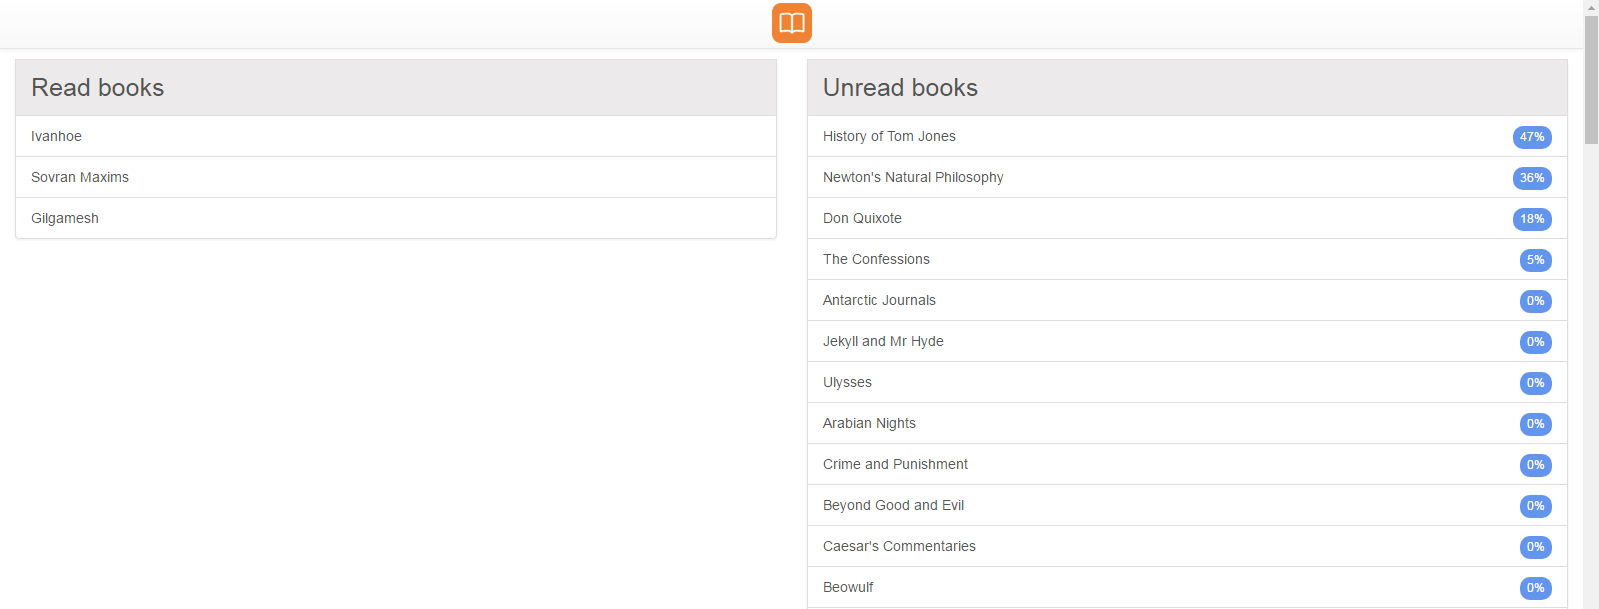 Read books
Ivanhoe
Sovran Maxims
Gilgamesh
Unread books
History of Tom Jones 47%
Newton's Natural Philosophy 36%
Don Quixote 18%
The Confessions 5%
Antarctic Journals 0%
Jekyll and Mr Hyde 0%
Ulysses 0%
Arabian Nights 0%
Crime and Punishment 0%
Beyond Good and Evil 0%
Caesar's Commentaries 0%
Beowulf 0%